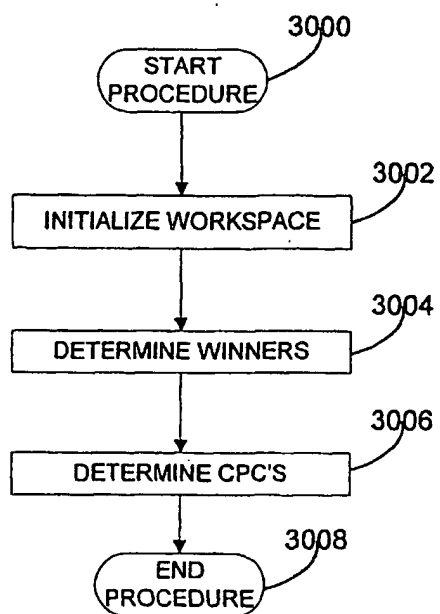 3000
START
PROCEDURE
3002
INITIALIZE WORKSPACE
3004
DETERMINE WINNERS
3006
DETERMINE CPC'S
3008
END
PROCEDURE